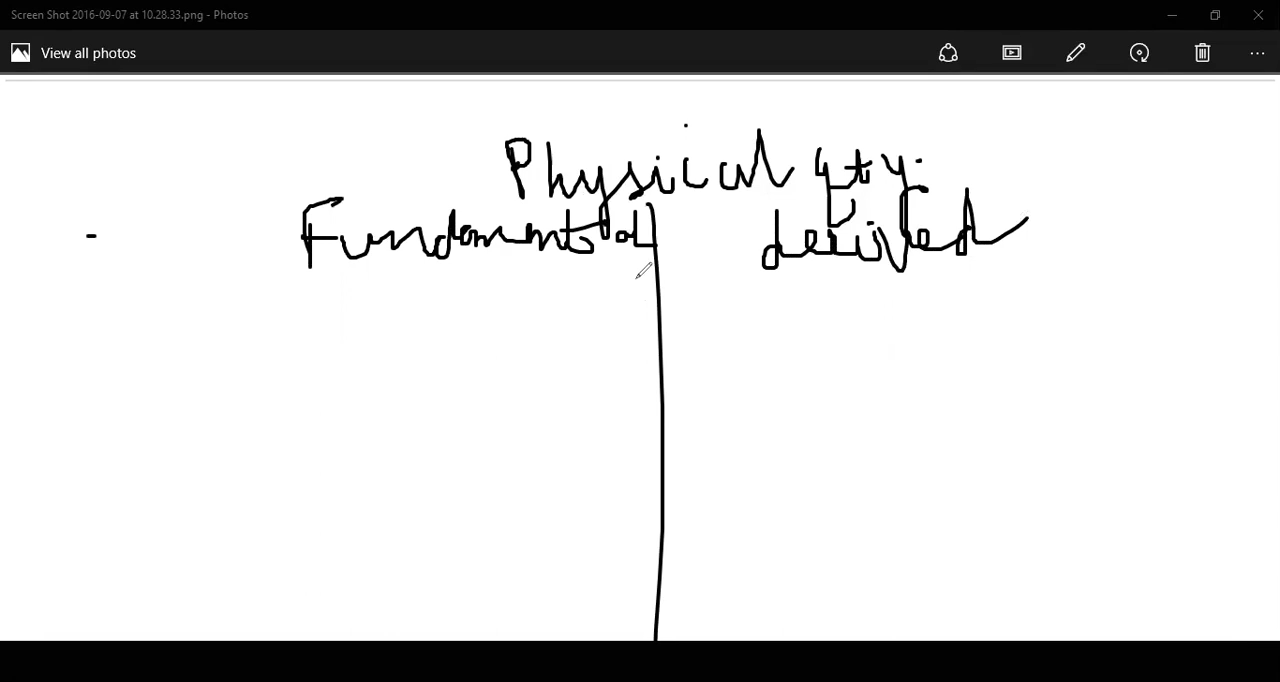 Screen Shot 2016-09-07 at 10.28.33.png - Photos
View all photos
Physical qty.
Fundamental derived